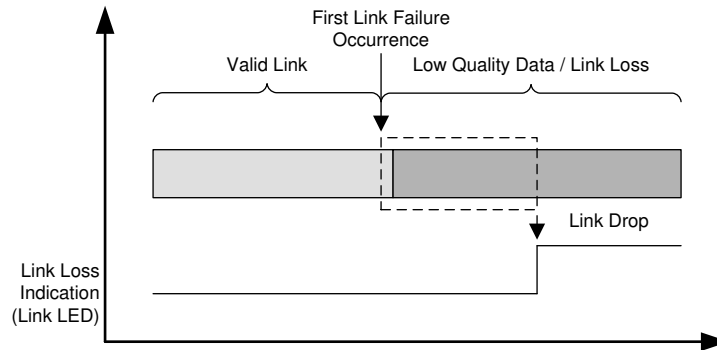 First Link Failure
Occurrence
Valid Link
Low Quality Data / Link Loss
Link Drop
Link Loss
Indication
(Link LED)